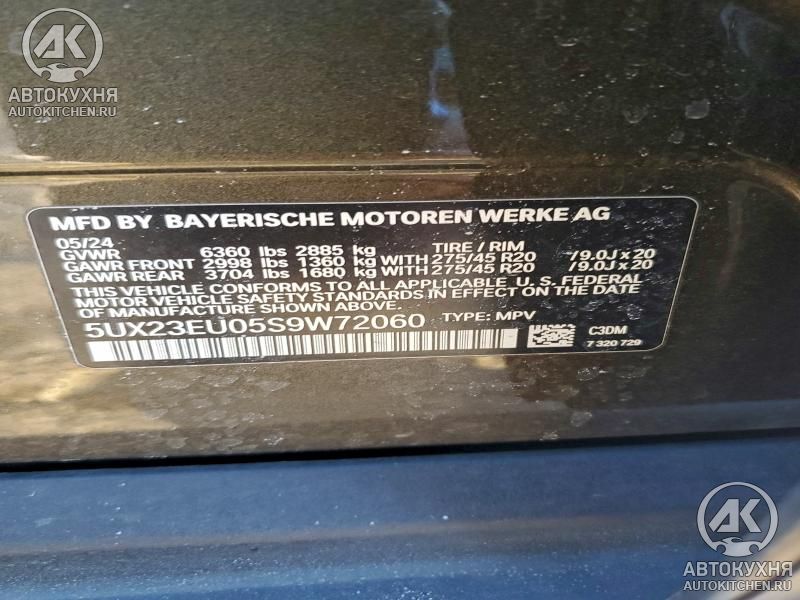 AK
АВТОКУХНЯ
AUTOKITCHEN.RU
MFD BY BAYERISCHE MOTOREN WERKE AG
05/24
GVWR 6360 lbs 2885 kg TIRE / RIM
GAWR FRONT 2998 lbs 1360 kg WITH 275/45 R20 /9.0J x 20
GAWR REAR 3704 lbs 1680 kg WITH 275/45 R20 /9.0J x 20
THIS VEHICLE CONFORMS TO ALL APPLICABLE U. S. FEDERAL
MOTOR VEHICLE SAFETY STANDARDS IN EFFECT ON THE DATE OF
MANUFACTURE SHOWN ABOVE.
5UX23EU05S9W72060 TYPE: MPV
C3DM
7 320 729
AK
АВТОКУХНЯ
AUTOKITCHEN.RU